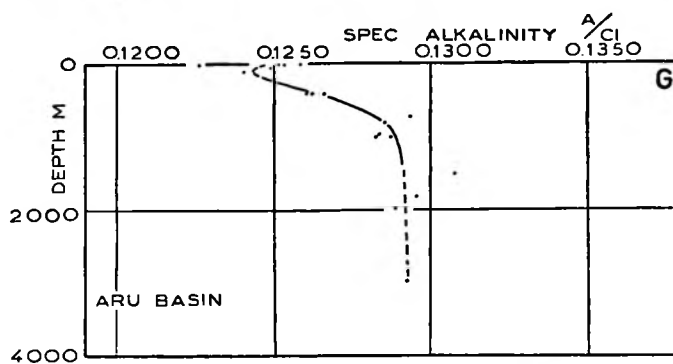 SPEC ALKALINITY A/Cl
0.1200 0.1250 0.1300 0.1350
0
G
DEPTH M
2000
ARU BASIN
4000